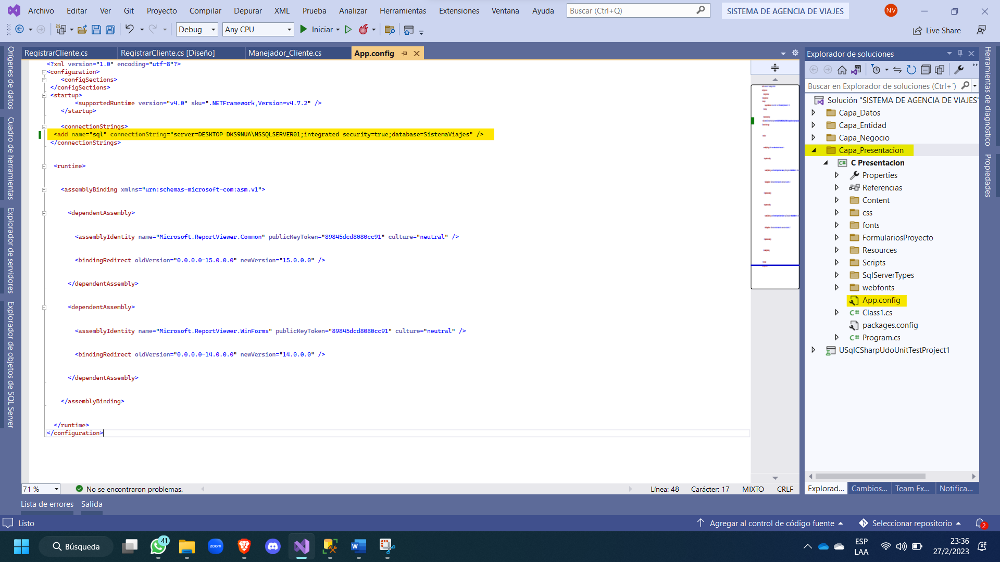 Archivo Editar Ver Git Proyecto Compilar Depurar XML Prueba Analizar Herramientas Extensiones Ventana Ayuda Buscar (Ctrl+Q) SISTEMA DE AGENCIA DE VIAJES NV
Debug Any CPU Iniciar Live Share
Orígenes de datos
Cuadro de herramientas
Explorador de servidores
Explorador de objetos de SQL Server
RegistrarCliente.cs RegistrarCliente.cs [Diseño] Manejador_Cliente.cs App.config
<?xml version="1.0" encoding="utf-8"?>
<configuration>
<configSections>
</configSections>
<startup>
<supportedRuntime version="v4.0" sku=".NETFramework,Version=v4.7.2" />
</startup>
<connectionStrings>
<add name="sql" connectionString="server=DESKTOP-DKS9NUA\MSSQLSERVER01;integrated security=true;database=SistemaViajes" />
</connectionStrings>
<runtime>
<assemblyBinding xmlns="urn:schemas-microsoft-com:asm.v1">
<dependentAssembly>
<assemblyIdentity name="Microsoft.ReportViewer.Common" publicKeyToken="89845dcd8080cc91" culture="neutral" />
<bindingRedirect oldVersion="0.0.0.0-15.0.0.0" newVersion="15.0.0.0" />
</dependentAssembly>
<dependentAssembly>
<assemblyIdentity name="Microsoft.ReportViewer.WinForms" publicKeyToken="89845dcd8080cc91" culture="neutral" />
<bindingRedirect oldVersion="0.0.0.0-14.0.0.0" newVersion="14.0.0.0" />
</dependentAssembly>
</assemblyBinding>
</runtime>
</configuration>
71 % No se encontraron problemas. Línea: 48 Carácter: 17 MIXTO CRLF
Explorador de soluciones
Buscar en Explorador de soluciones (Ctrl+´)
Solución "SISTEMA DE AGENCIA DE VIAJES"
Capa_Datos
Capa_Entidad
Capa_Negocio
Capa_Presentacion
C# C Presentacion
Properties
Referencias
Content
css
fonts
FormulariosProyecto
Resources
Scripts
SqlServerTypes
webfonts
App.config
C# Class1.cs
packages.config
C# Program.cs
USqlCSharpUdoUnitTestProject1
Explorad... Cambios... Team Ex... Notifica...
Herramientas de diagnóstico
Propiedades
Lista de errores Salida
Listo Agregar al control de código fuente Seleccionar repositorio 2
Búsqueda 41 zoom W ESP LAA 23:36 27/2/2023